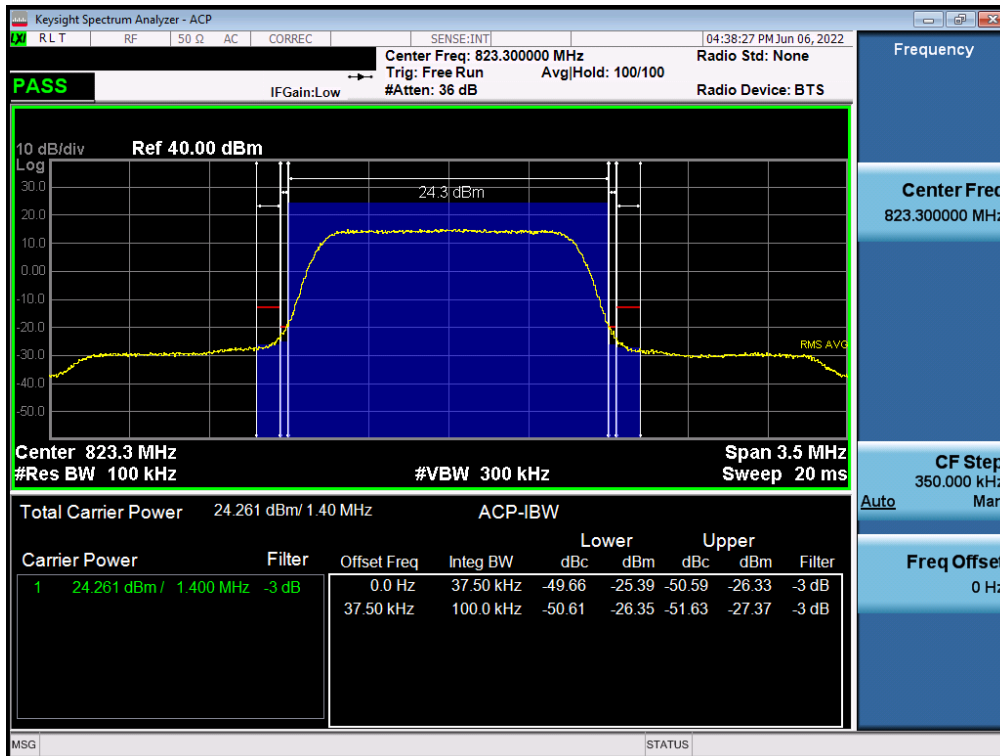 Keysight Spectrum Analyzer - ACP
LXI RLT RF 50 Ω AC CORREC SENSE:INT 04:38:27 PM Jun 06, 2022
Center Freq: 823.300000 MHz Radio Std: None
Trig: Free Run Avg|Hold: 100/100
PASS IFGain:Low #Atten: 36 dB Radio Device: BTS
10 dB/div Ref 40.00 dBm
Log
30.0
24.3 dBm
20.0
10.0
0.00
-10.0
-20.0
-30.0
RMS AVG
-40.0
-50.0
Center 823.3 MHz Span 3.5 MHz
#Res BW 100 kHz #VBW 300 kHz Sweep 20 ms
Total Carrier Power 24.261 dBm/ 1.40 MHz ACP-IBW
Lower Upper
Carrier Power Filter Offset Freq Integ BW dBc dBm dBc dBm Filter
1 24.261 dBm / 1.400 MHz -3 dB 0.0 Hz 37.50 kHz -49.66 -25.39 -50.59 -26.33 -3 dB
37.50 kHz 100.0 kHz -50.61 -26.35 -51.63 -27.37 -3 dB
MSG STATUS
Frequency
Center Freq
823.300000 MHz
CF Step
350.000 kHz
Auto Man
Freq Offset
0 Hz